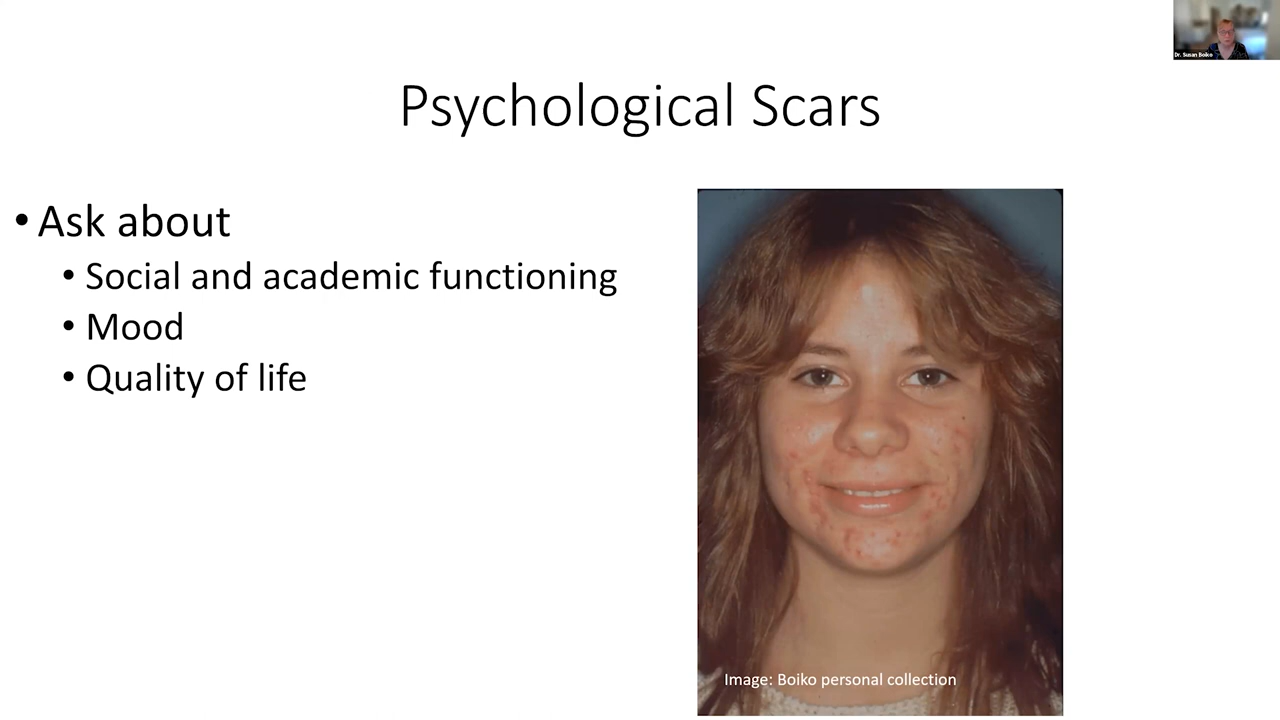 Dr. Susan Boiko
Psychological Scars
• Ask about
• Social and academic functioning
• Mood
• Quality of life
Image: Boiko personal collection